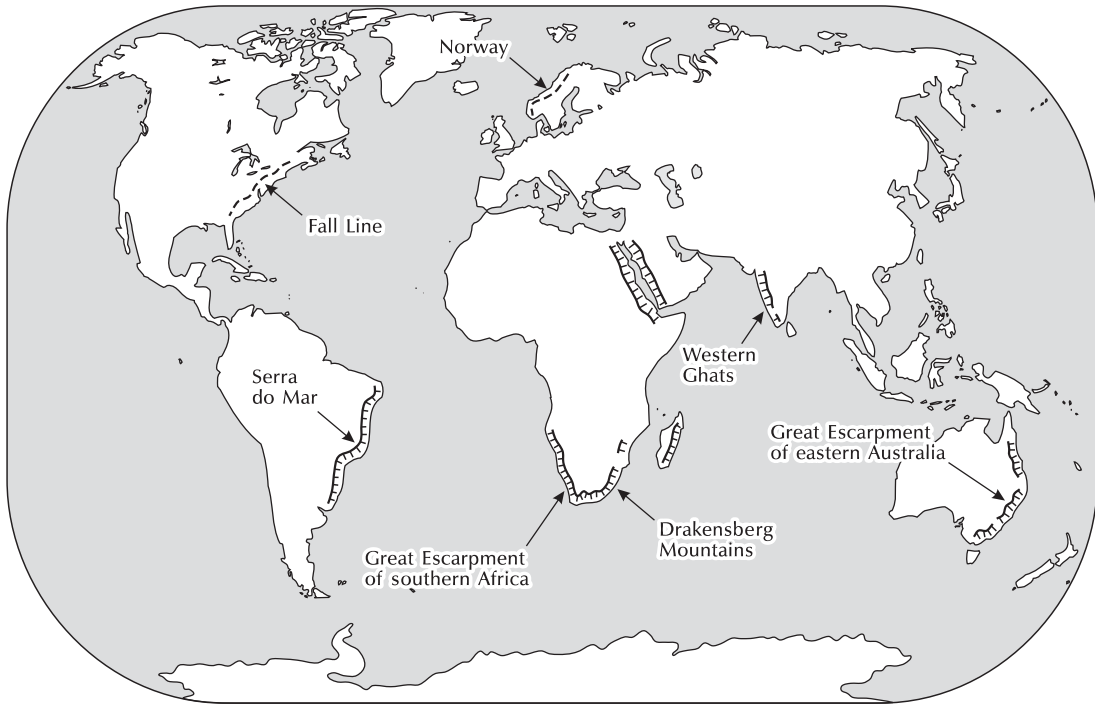 Norway
Fall Line
Western
Ghats
Serra
do Mar
Great Escarpment
of eastern Australia
Drakensberg
Mountains
Great Escarpment
of southern Africa